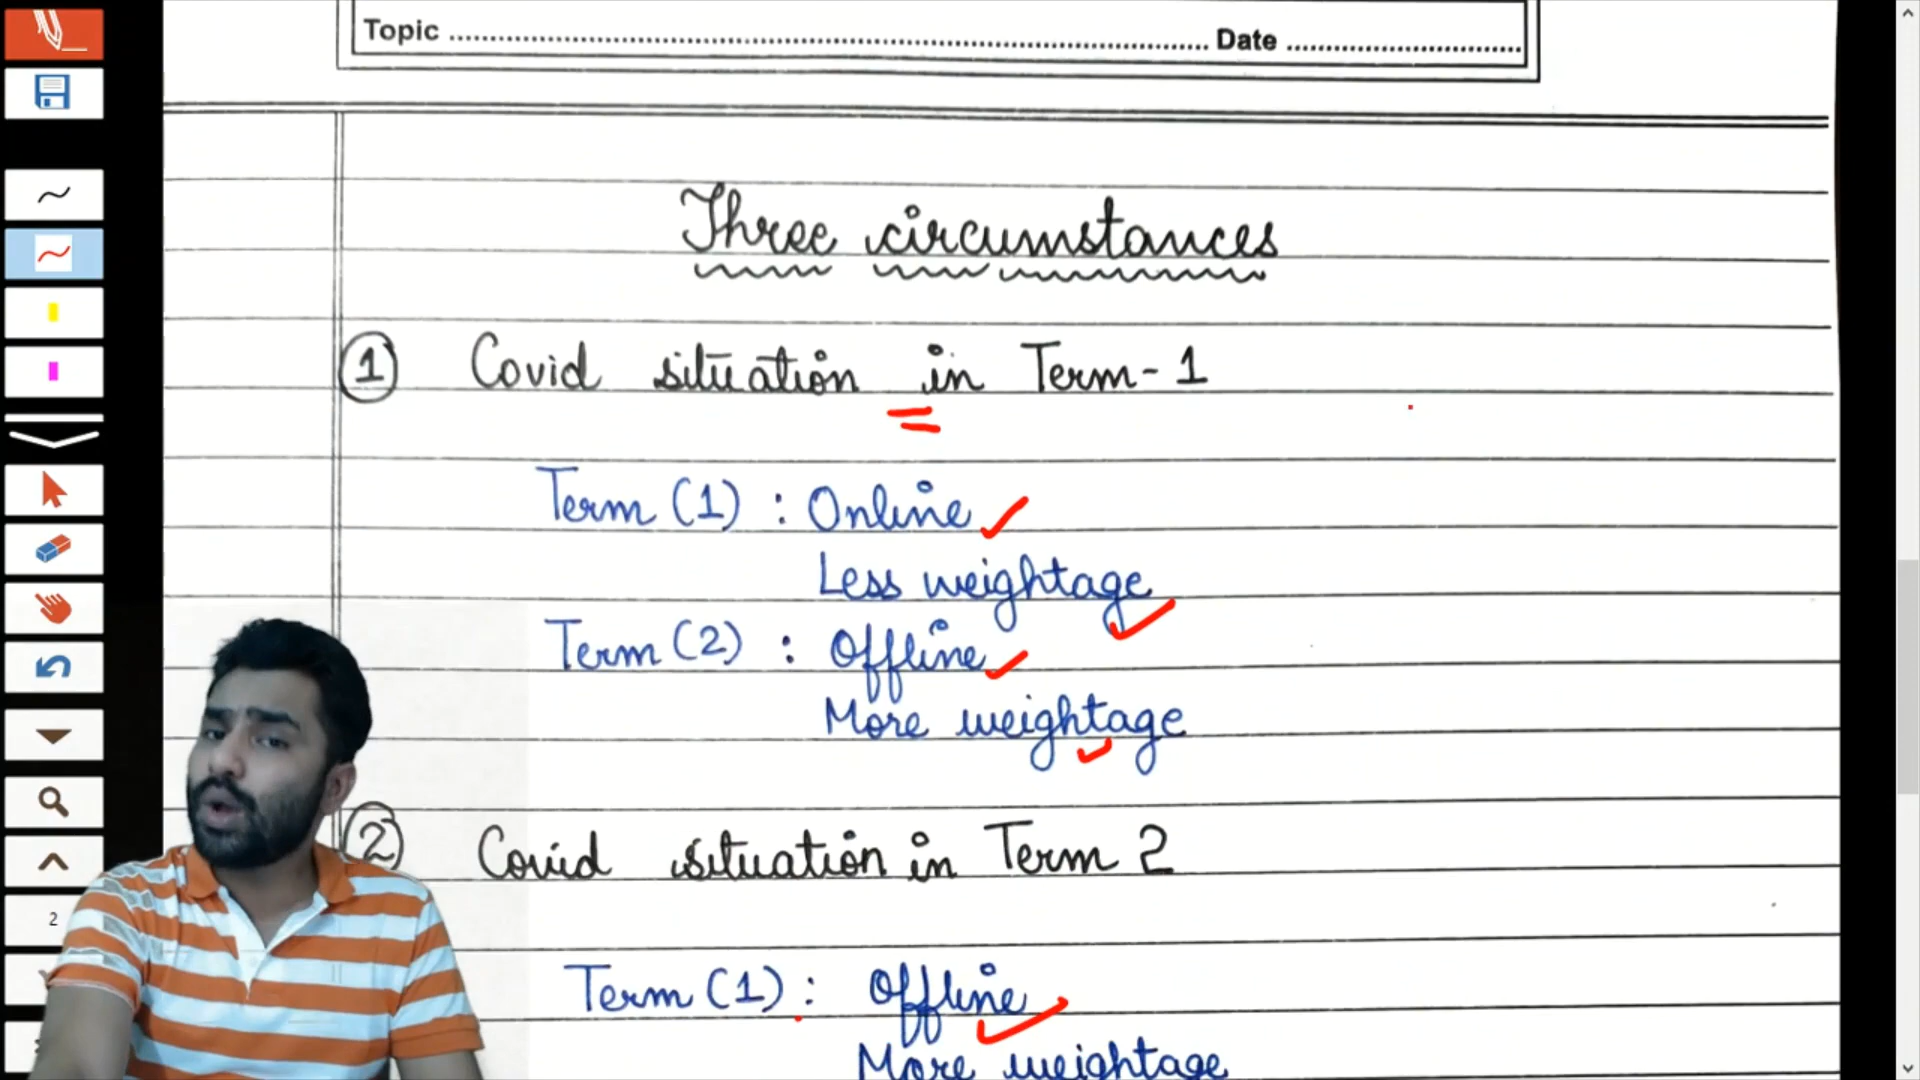 Topic ........................ Date ........................
Three circumstances
1 Covid situation in Term-1
Term (1) : Online
Less weightage
Term (2) : Offline
More weightage
2 Covid situation in Term 2
2
Term (1) : Offline
More weightage